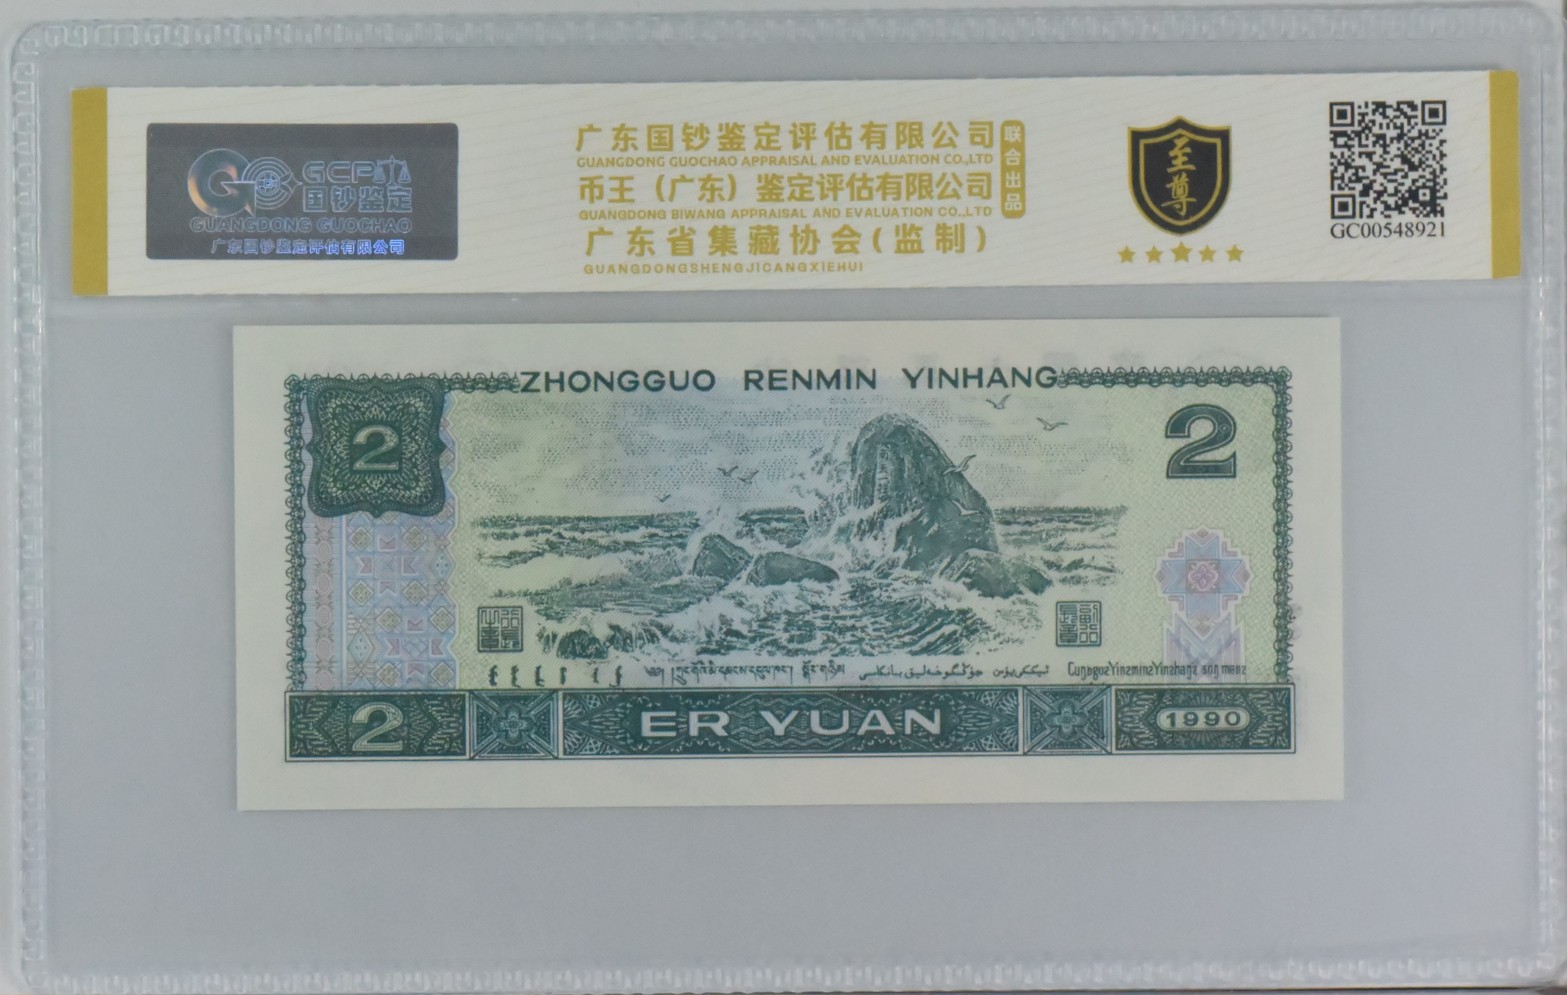 GCP
国钞鉴定
GUANGDONG GUOCHAO
广东国钞鉴定评估有限公司
广东国钞鉴定评估有限公司
GUANGDONG GUOCHAO APPRAISAL AND EVALUATION CO.,LTD
币王（广东）鉴定评估有限公司
GUANGDONG BIWANG APPRAISAL AND EVALUATION CO.,LTD
联合出品
广东省集藏协会(监制)
GUANGDONGSHENGJICANGXIEHUI
至尊
GC00548921
ZHONGGUO RENMIN YINHANG
2
2
2
ER YUAN
1990